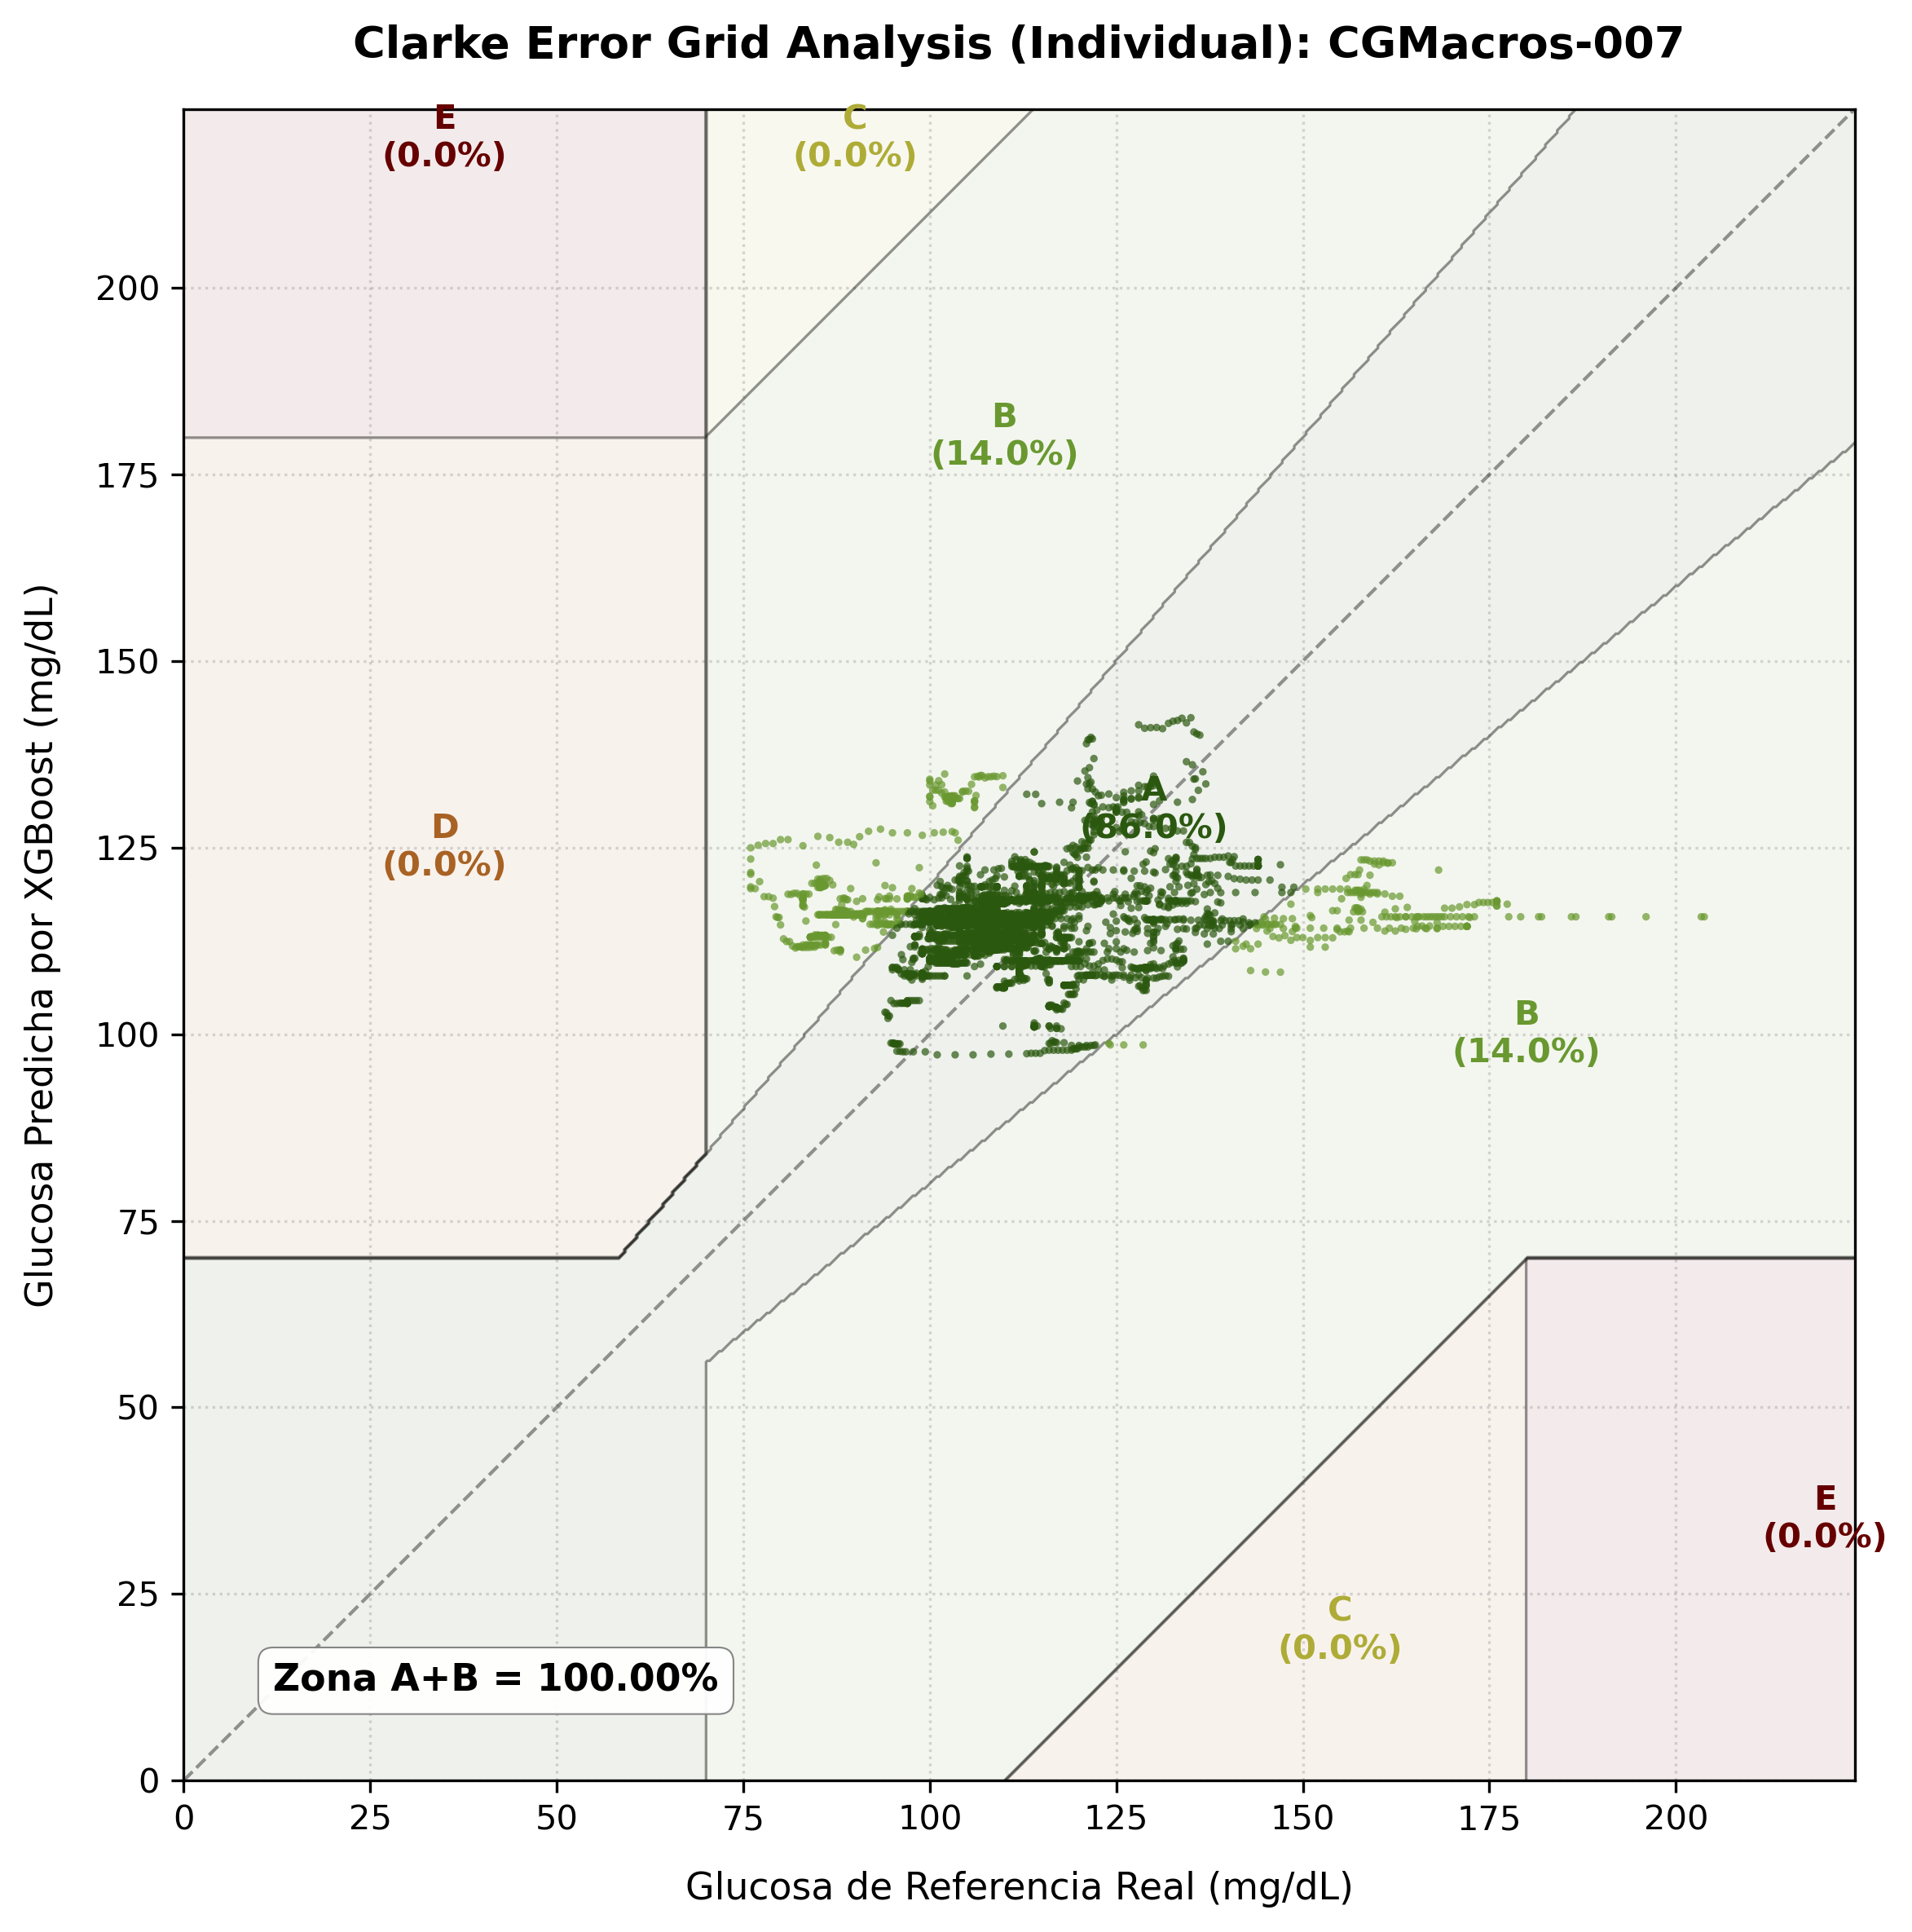 Clarke Error Grid Analysis (Individual): CGMacros-007
E
(0.0%)
C
(0.0%)
B
(14.0%)
D
(0.0%)
A
(86.0%)
B
(14.0%)
E
(0.0%)
C
(0.0%)
Zona A+B = 100.00%
Glucosa Predicha por XGBoost (mg/dL)
200
175
150
125
100
75
50
25
0
0
25
50
75
100
125
150
175
200
Glucosa de Referencia Real (mg/dL)